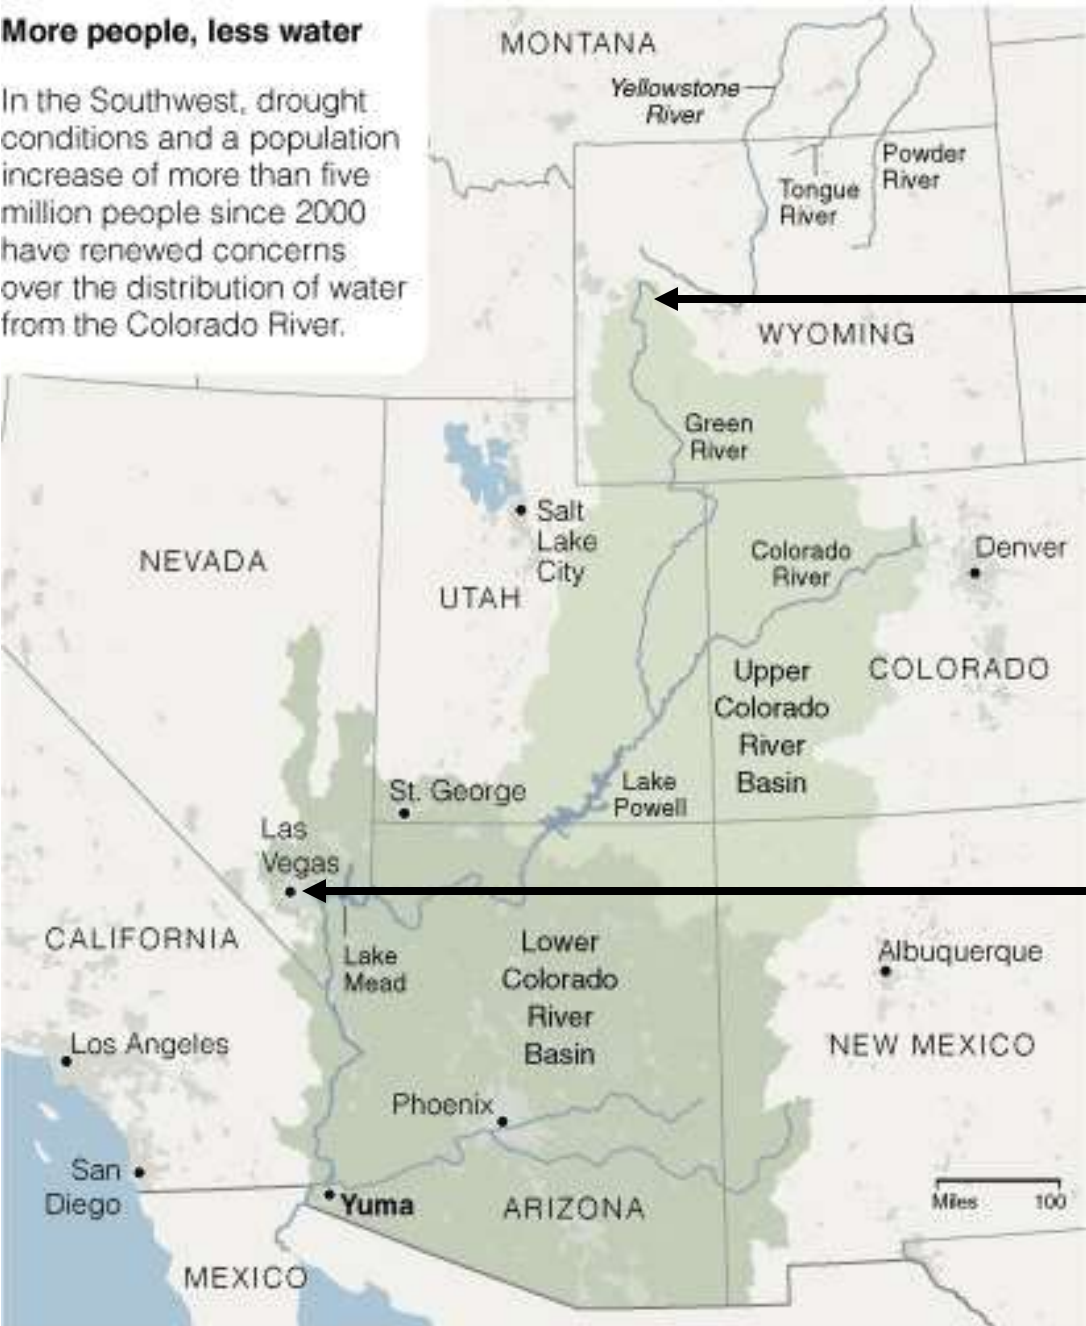 More people, less water
In the Southwest, drought
conditions and a population
increase of more than five
million people since 2000
have renewed concerns
over the distribution of water
from the Colorado River.
MONTANA
Yellowstone
River
Powder
River
Tongue
River
WYOMING
Green
River
Salt
Lake
City
NEVADA
UTAH
Colorado
River
Denver
COLORADO
Upper
Colorado
River
Basin
Lake
Powell
St. George
Las
Vegas
CALIFORNIA
Lake
Mead
Lower
Colorado
River
Basin
Albuquerque
NEW MEXICO
Los Angeles
Phoenix
San
Diego
Yuma
ARIZONA
Miles 100
MEXICO